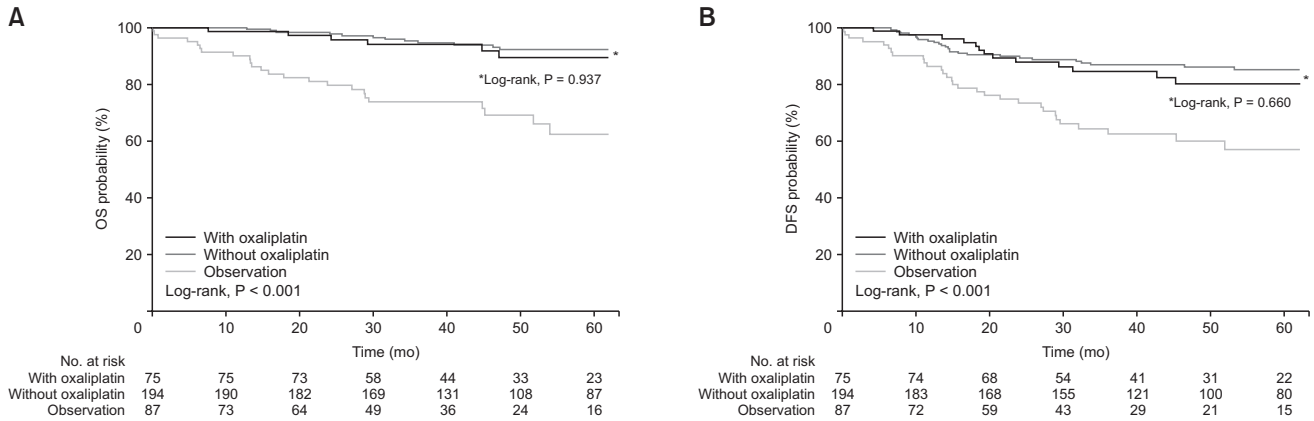 A
100
80
60
40
20
0
OS probability (%)
*
*Log-rank, P = 0.937
With oxaliplatin
Without oxaliplatin
Observation
Log-rank, P < 0.001
10 20 30 40 50 60
Time (mo)
No. at risk
With oxaliplatin 75 75 73 58 44 33 23
Without oxaliplatin 194 190 182 169 131 108 87
Observation 87 73 64 49 36 24 16
B
100
80
60
40
20
0
DFS probability (%)
*
*Log-rank, P = 0.660
With oxaliplatin
Without oxaliplatin
Observation
Log-rank, P < 0.001
10 20 30 40 50 60
Time (mo)
No. at risk
With oxaliplatin 75 74 68 54 41 31 22
Without oxaliplatin 194 183 168 155 121 100 80
Observation 87 72 59 43 29 21 15